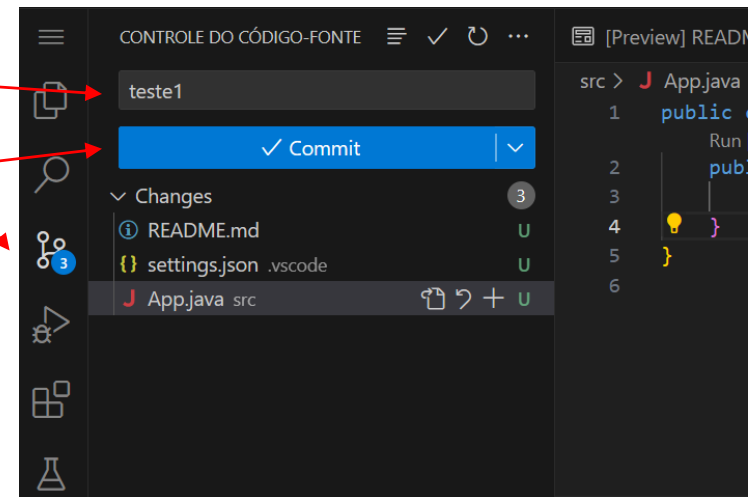 CONTROLE DO CÓDIGO-FONTE
[Preview] READM
teste1
src > App.java
Commit
1 public
Run
2 publ
3
4 }
5 }
6
Changes 3
README.md U
{} settings.json .vscode U
J App.java src U
3